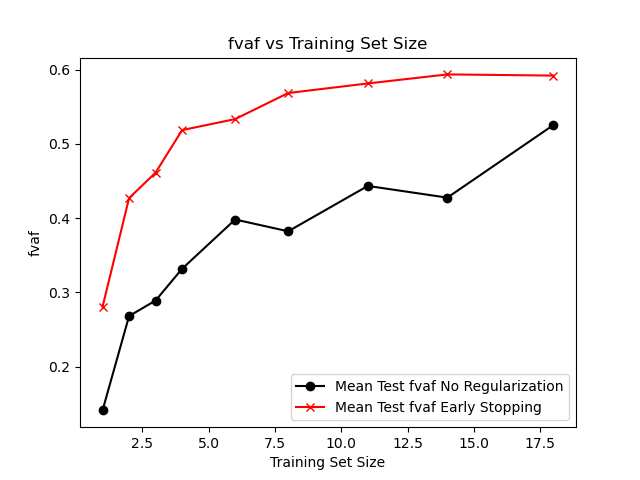 fvaf vs Training Set Size
0.6
0.5
0.4
0.3
0.2
fvaf
Mean Test fvaf No Regularization
Mean Test fvaf Early Stopping
2.5 5.0 7.5 10.0 12.5 15.0 17.5
Training Set Size